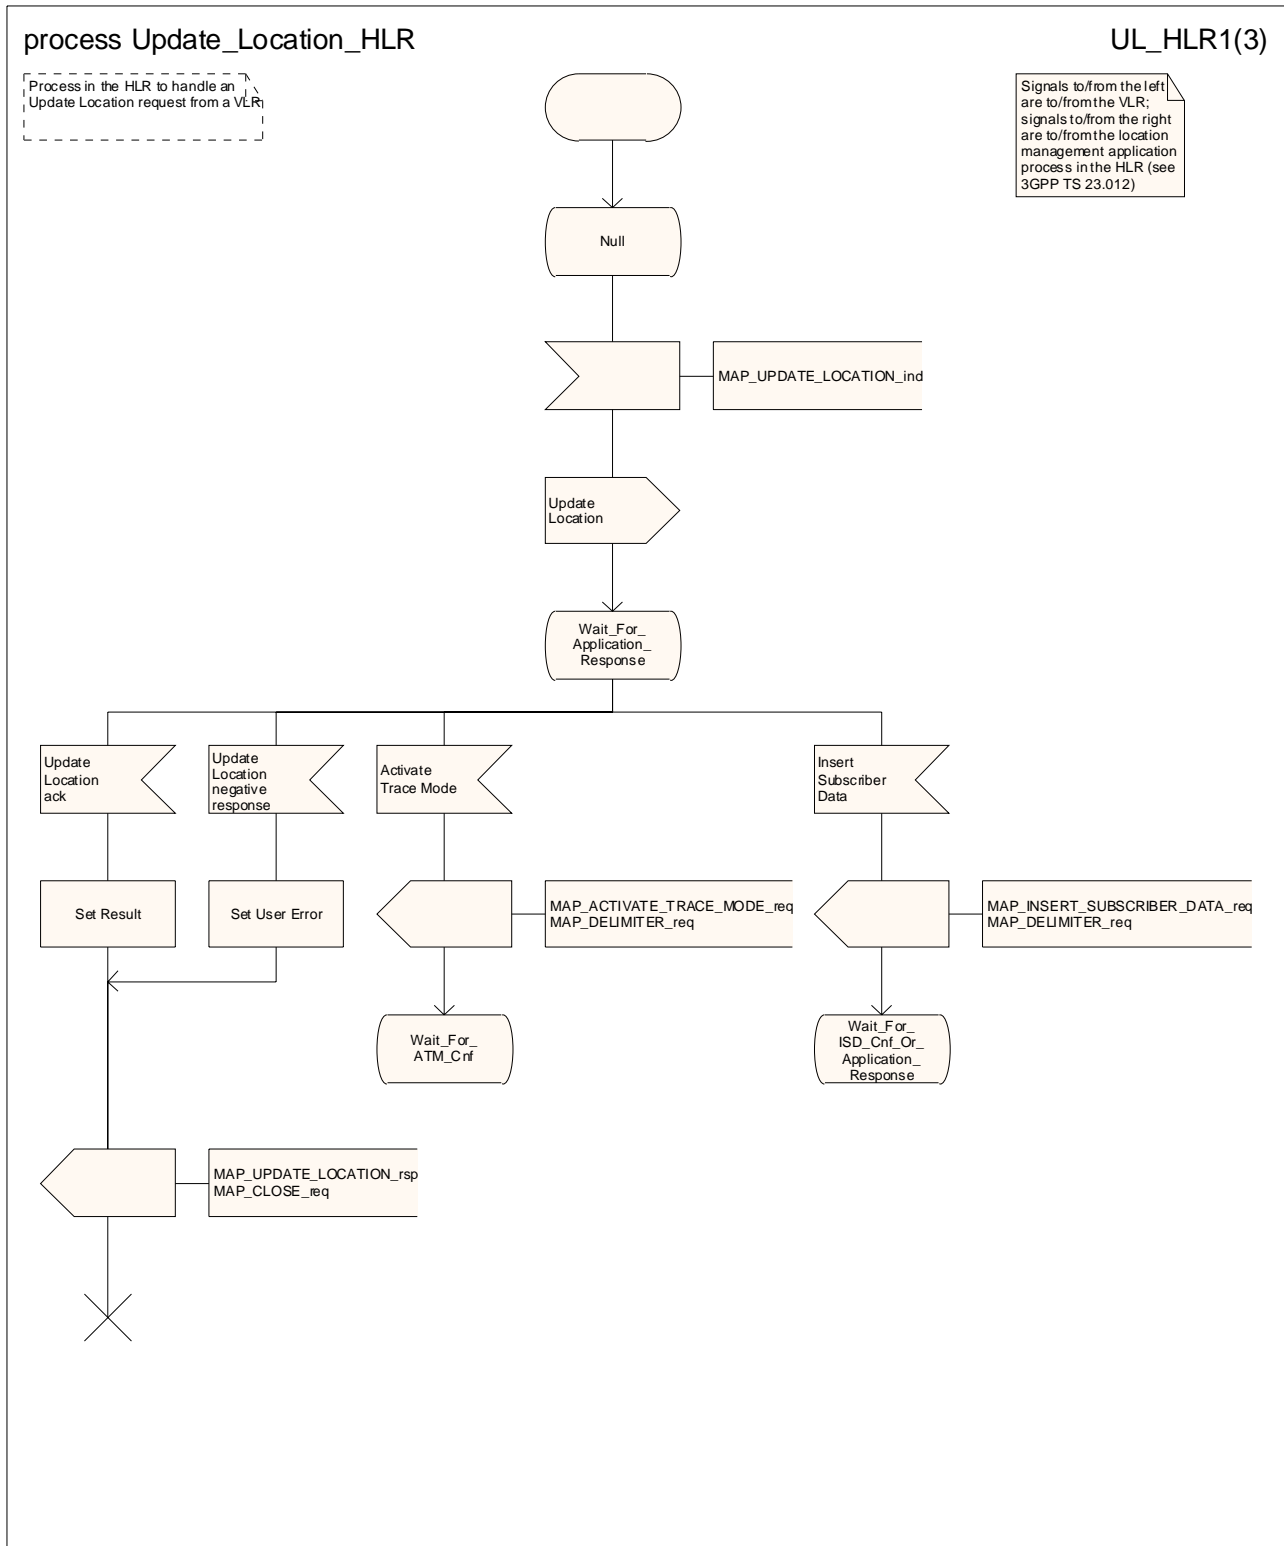 process Update_Location_HLR
UL_HLR1(3)
Process in the HLR to handle an
Update Location request from a VLR
Signals to/from the left
are to/from the VLR;
signals to/from the right
are to/from the location
management application
process in the HLR (see
3GPP TS 23.012)
Null
MAP_UPDATE_LOCATION_ind
Update
Location
Wait_For_
Application_
Response
Update
Location
ack
Update
Location
negative
response
Activate
Trace Mode
Insert
Subscriber
Data
Set Result
Set User Error
MAP_ACTIVATE_TRACE_MODE_req
MAP_DELIMITER_req
MAP_INSERT_SUBSCRIBER_DATA_req
MAP_DELIMITER_req
Wait_For_
ATM_Cnf
Wait_For_
ISD_Cnf_Or_
Application_
Response
MAP_UPDATE_LOCATION_rsp
MAP_CLOSE_req